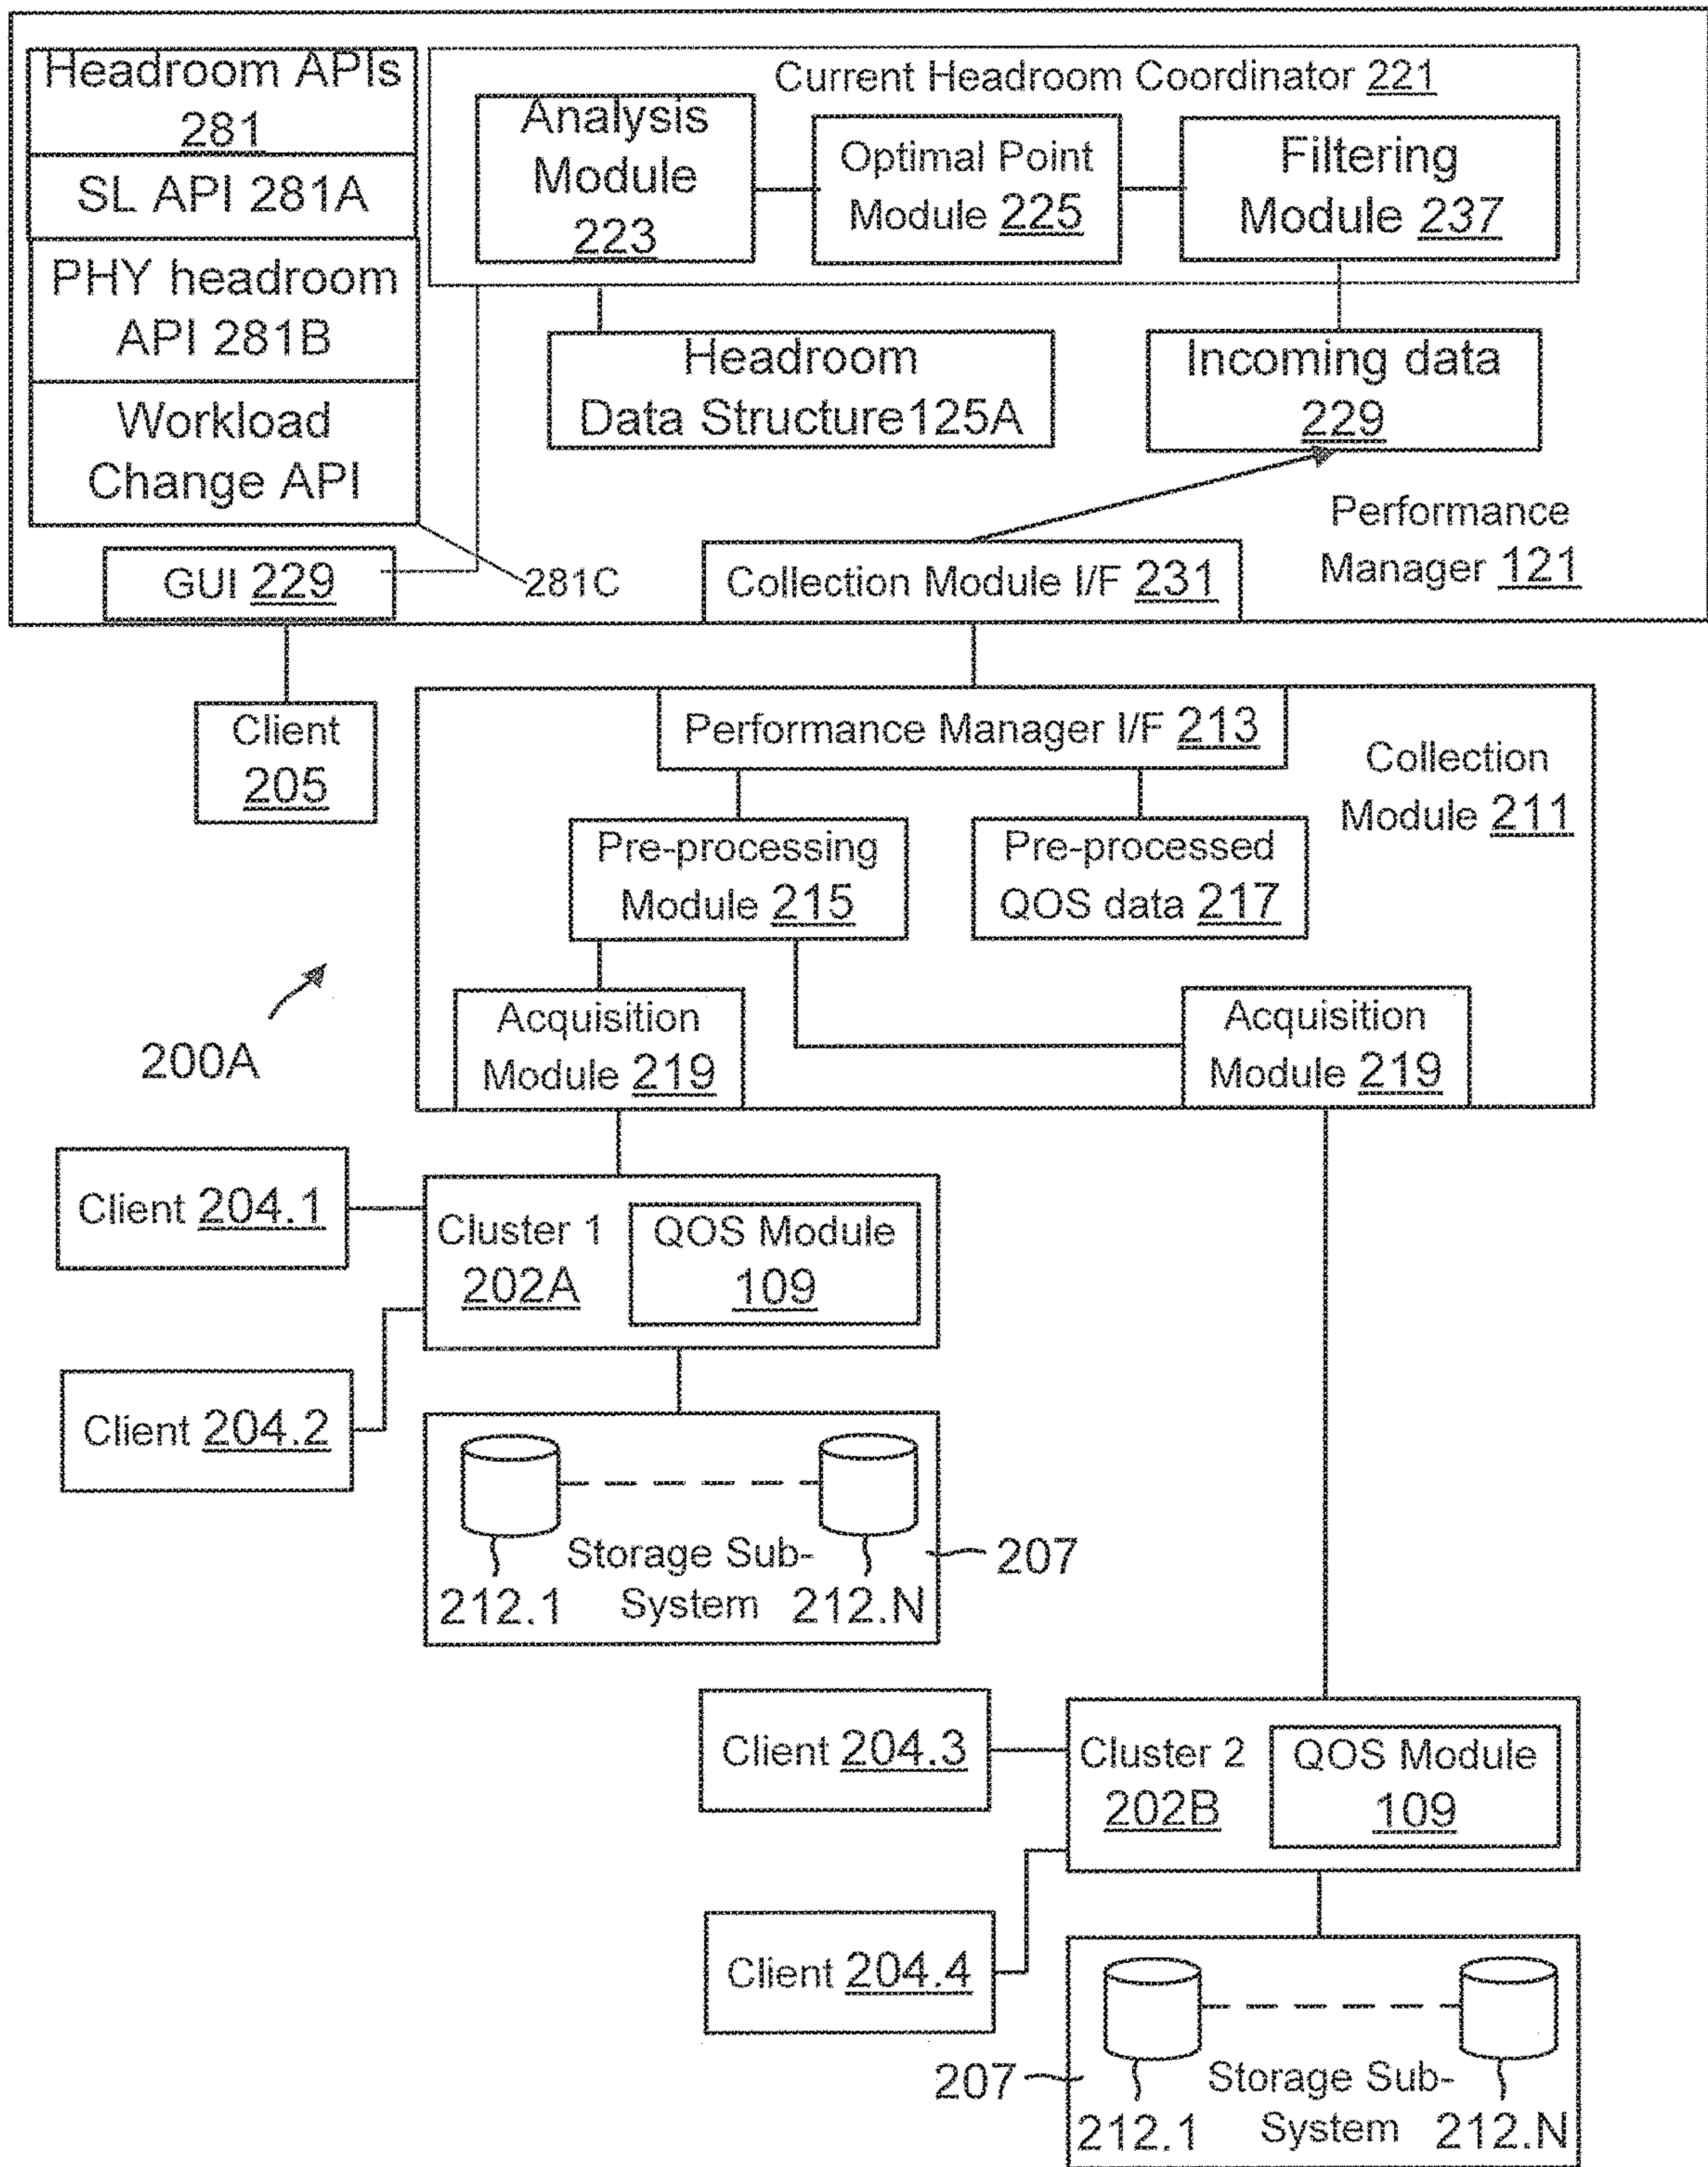 Headroom APIs
281
SL API 281A
PHY headroom
API 281B
Workload
Change API
281C
GUI 229
Current Headroom Coordinator 221
Analysis
Module
223
Optimal Point
Module 225
Filtering
Module 237
Headroom
Data Structure125A
Incoming data
229
Performance
Manager 121
Collection Module I/F 231
Client
205
Performance Manager I/F 213
Collection
Module 211
Pre-processing
Module 215
Pre-processed
QOS data 217
Acquisition
Module 219
Acquisition
Module 219
200A
Client 204.1
Cluster 1
202A
QOS Module
109
Client 204.2
Storage Sub-
System
212.1
212.N
207
Client 204.3
Cluster 2
202B
QOS Module
109
Client 204.4
207
Storage Sub-
System
212.1
212.N